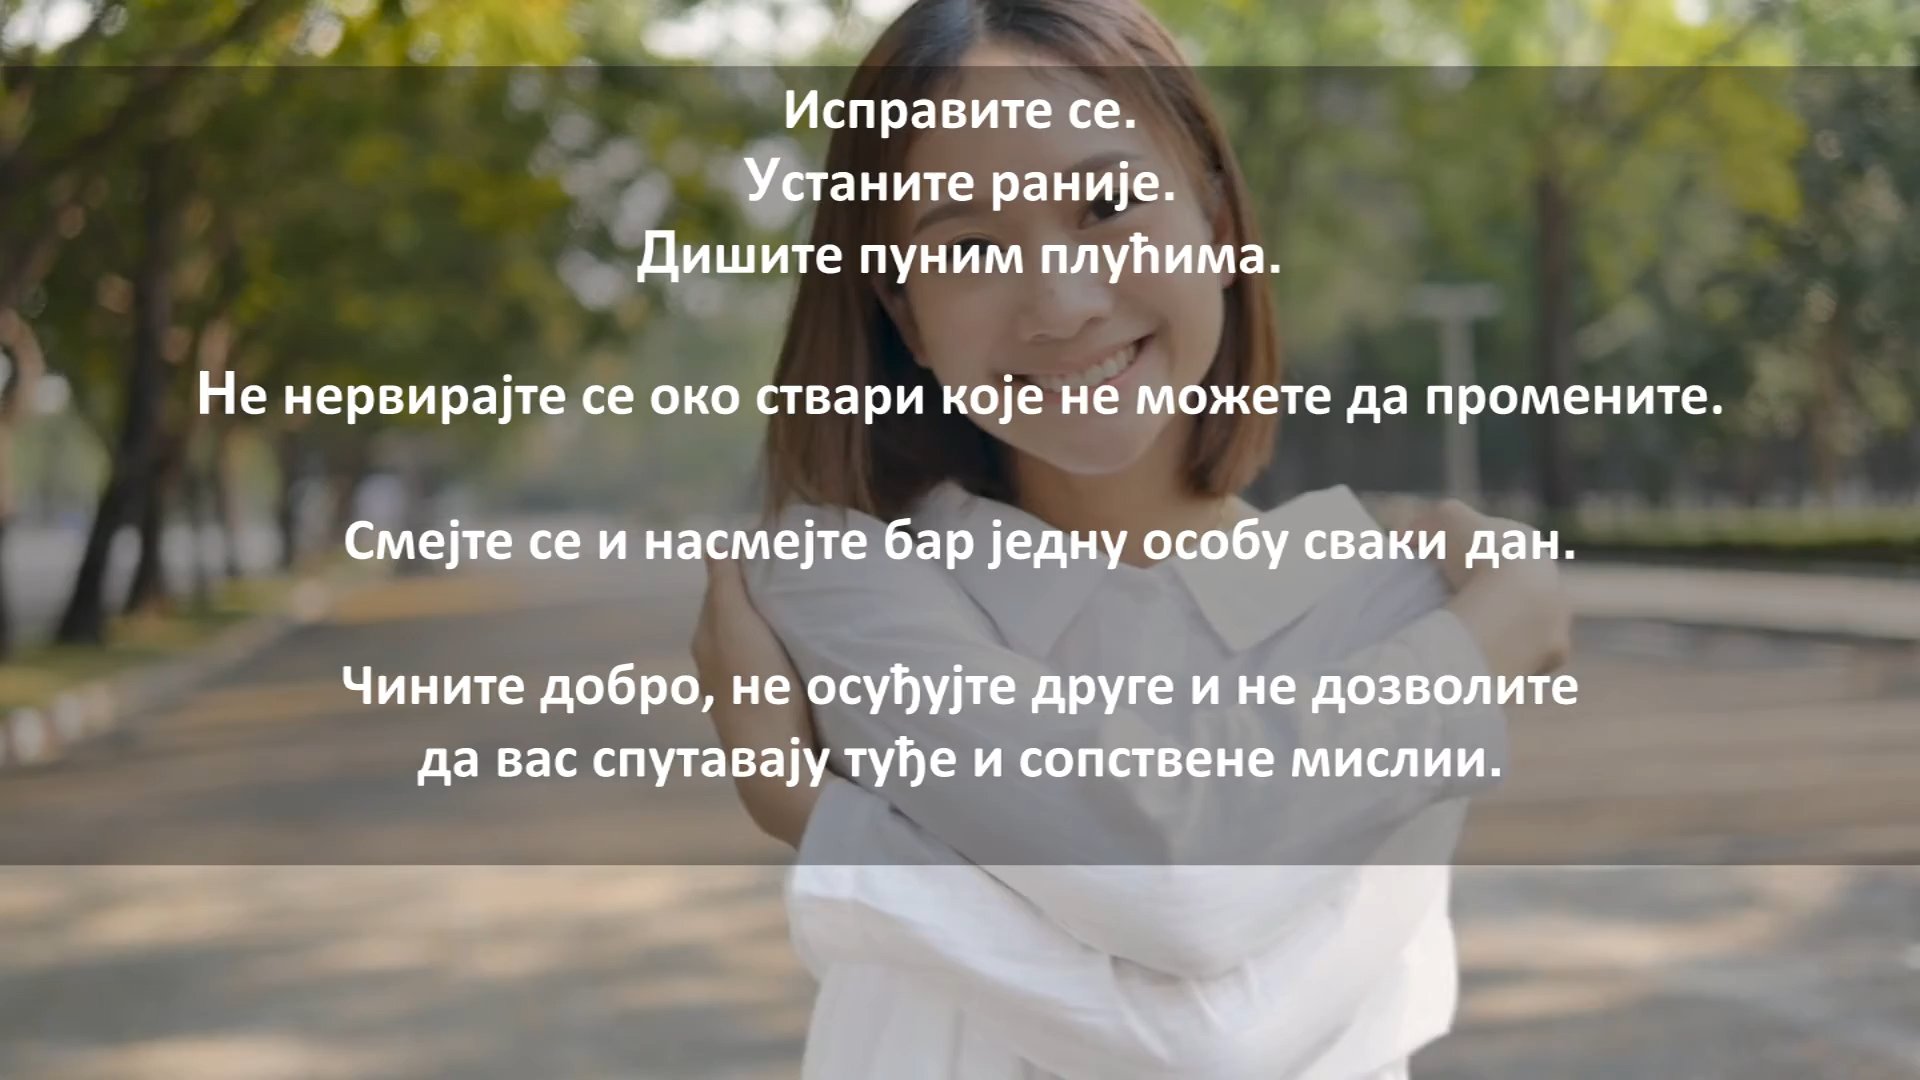 Исправите се.
Устаните раније.
Дишите пуним плућима.
Не нервирајте се око ствари које не можете да промените.
Смејте се и насмејте бар једну особу сваки дан.
Чините добро, не осуђујте друге и не дозволите
да вас спутавају туђе и сопствене мислии.